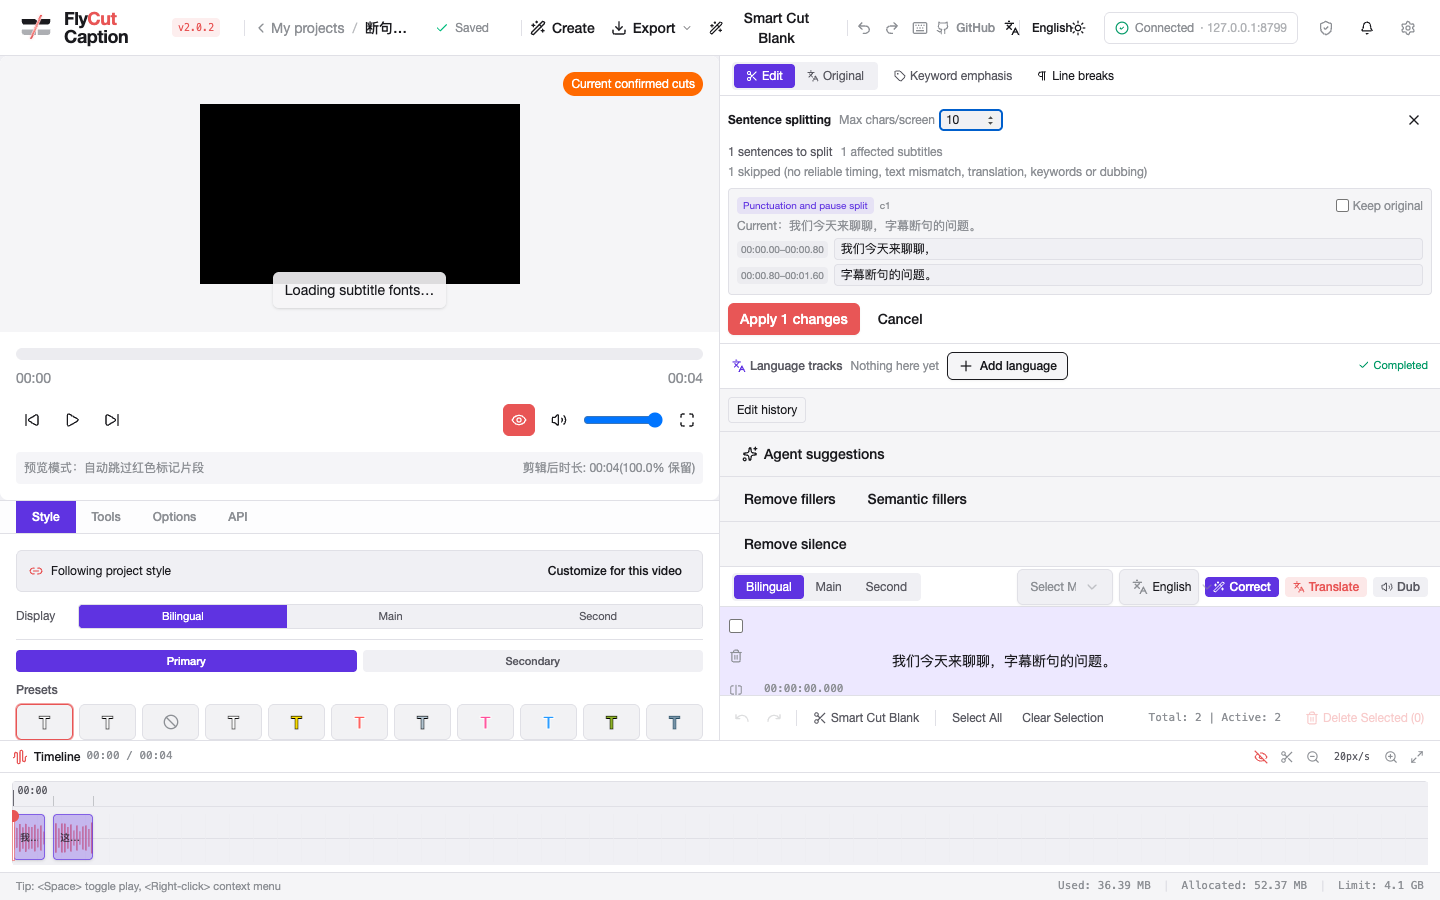 FlyCut Caption
v2.0.2
My projects / 断句...
Saved
Create
Export
Smart Cut Blank
GitHub
English
Connected · 127.0.0.1:8799
Current confirmed cuts
Loading subtitle fonts...
00:00
00:04
预览模式：自动跳过红色标记片段
剪辑后时长: 00:04(100.0% 保留)
Style
Tools
Options
API
Following project style
Customize for this video
Display
Bilingual
Main
Second
Primary
Secondary
Presets
T T T T T T T T T T
Edit
Original
Keyword emphasis
Line breaks
Sentence splitting
Max chars/screen
10
1 sentences to split
1 affected subtitles
1 skipped (no reliable timing, text mismatch, translation, keywords or dubbing)
Punctuation and pause split
c1
Keep original
Current：我们今天来聊聊，字幕断句的问题。
00:00.00–00:00.80
我们今天来聊聊，
00:00.80–00:01.60
字幕断句的问题。
Apply 1 changes
Cancel
Language tracks
Nothing here yet
Add language
Completed
Edit history
Agent suggestions
Remove fillers
Semantic fillers
Remove silence
Bilingual
Main
Second
Select M
English
Correct
Translate
Dub
我们今天来聊聊，字幕断句的问题。
00:00:00.000
Smart Cut Blank
Select All
Clear Selection
Total: 2 | Active: 2
Delete Selected (0)
Timeline
00:00 / 00:04
20px/s
00:00
我...
这...
Tip: <Space> toggle play, <Right-click> context menu
Used: 36.39 MB
Allocated: 52.37 MB
Limit: 4.1 GB